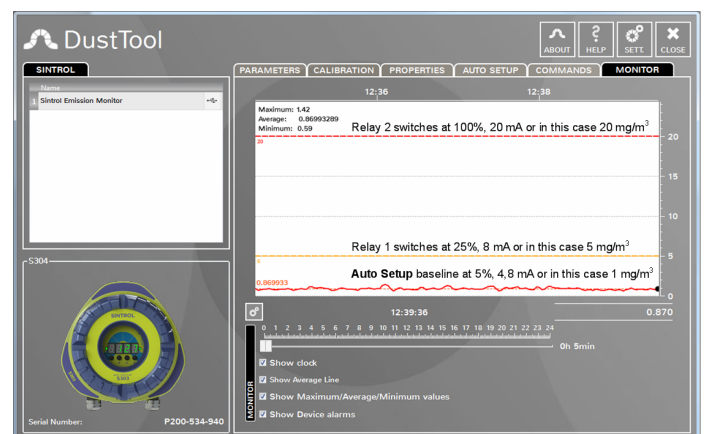 DustTool
ABOUT
HELP
SETT.
CLOSE
SINTROL
PARAMETERS
CALIBRATION
PROPERTIES
AUTO SETUP
COMMANDS
MONITOR
Name
1 Sintrol Emission Monitor
12:36
12:38
Maximum: 1.42
Average: 0.86993289
Minimum: 0.59
Relay 2 switches at 100%, 20 mA or in this case 20 mg/m³
20
20
15
10
Relay 1 switches at 25%, 8 mA or in this case 5 mg/m³
5
5
Auto Setup baseline at 5%, 4,8 mA or in this case 1 mg/m³
0.869933
0
12:39:36
0.870
0 1 2 3 4 5 6 7 8 9 10 11 12 13 14 15 16 17 18 19 20 21 22 23 24
0h 5min
MONITOR
Show clock
Show Average Line
Show Maximum/Average/Minimum values
Show Device alarms
S304
SINTROL
S303
Serial Number:
P200-534-940